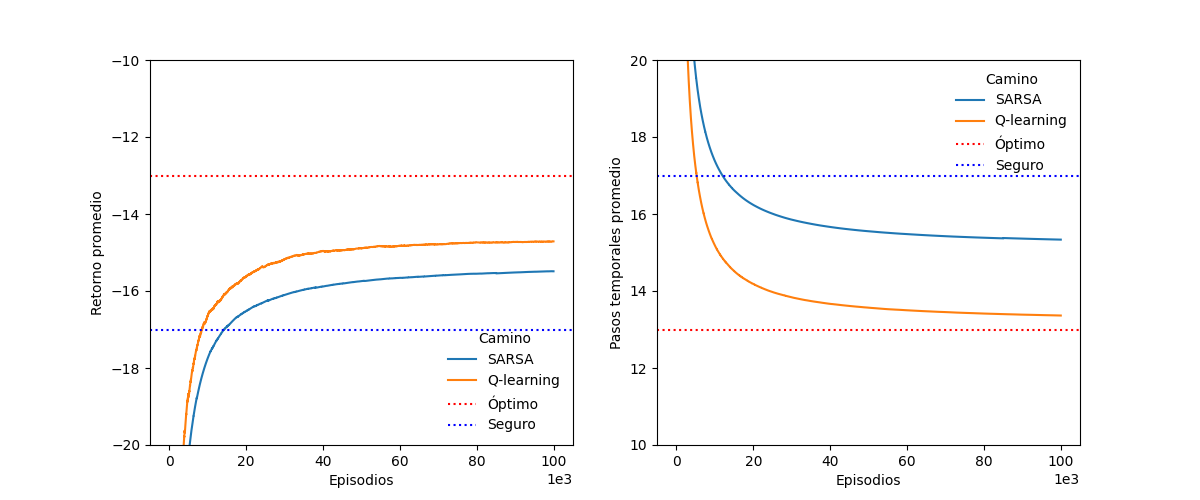 −10
−12
−14
−16
−18
−20
Retorno promedio
0
20
40
60
80
100
1e3
Episodios
Camino
SARSA
Q-learning
Óptimo
Seguro
20
18
16
14
12
10
Pasos temporales promedio
0
20
40
60
80
100
1e3
Episodios
Camino
SARSA
Q-learning
Óptimo
Seguro